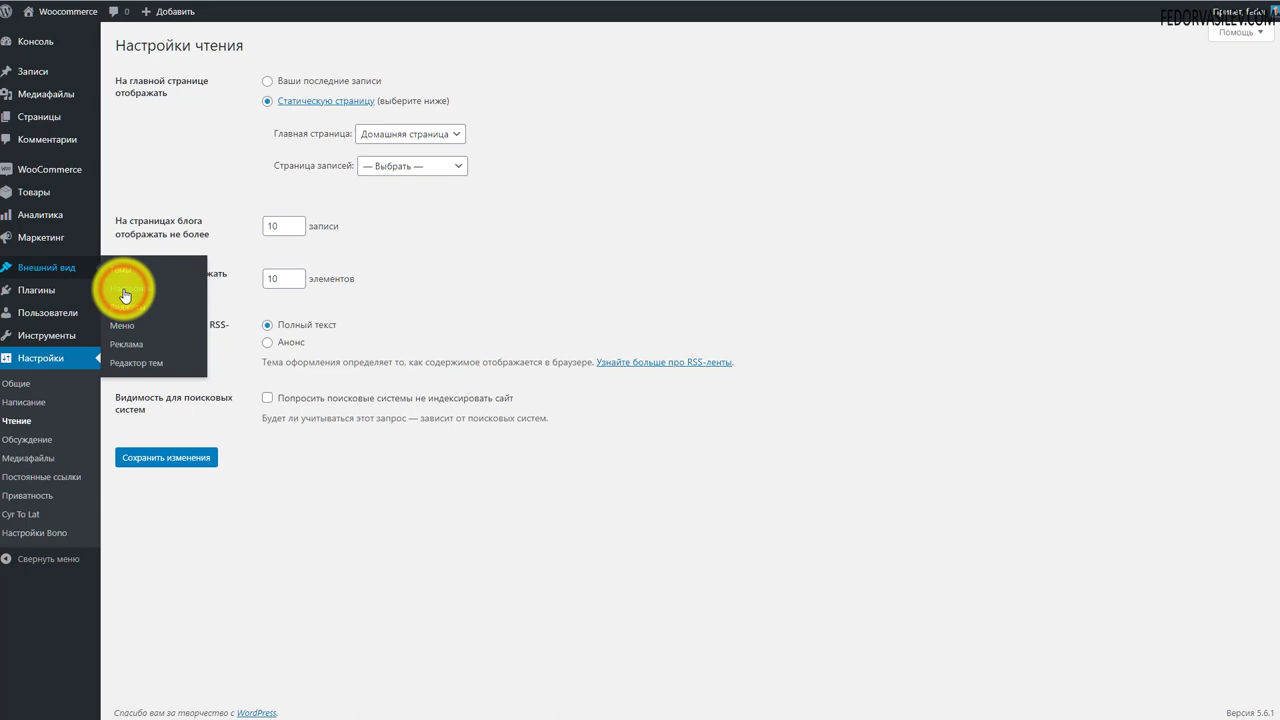 Woocommerce 0 Добавить
FEDORVASILEV.COM
Помощь
Консоль
Записи
Медиафайлы
Страницы
Комментарии
WooCommerce
Товары
Аналитика
Маркетинг
Внешний вид
Плагины
Пользователи
Инструменты
Настройки
Общие
Написание
Чтение
Обсуждение
Медиафайлы
Постоянные ссылки
Приватность
Cyr To Lat
Настройки Bono
Свернуть меню
Меню
Реклама
Редактор тем
Настройки чтения
На главной странице
отображать
Ваши последние записи
Статическую страницу (выберите ниже)
Главная страница: Домашняя страница
Страница записей: — Выбрать —
На страницах блога
отображать не более
10 записи
10 элементов
RSS-
Полный текст
Анонс
Тема оформления определяет то, как содержимое отображается в браузере. Узнайте больше про RSS-ленты.
Видимость для поисковых
систем
Попросить поисковые системы не индексировать сайт
Будет ли учитываться этот запрос — зависит от поисковых систем.
Сохранить изменения
Спасибо вам за творчество с WordPress.
Версия 5.6.1